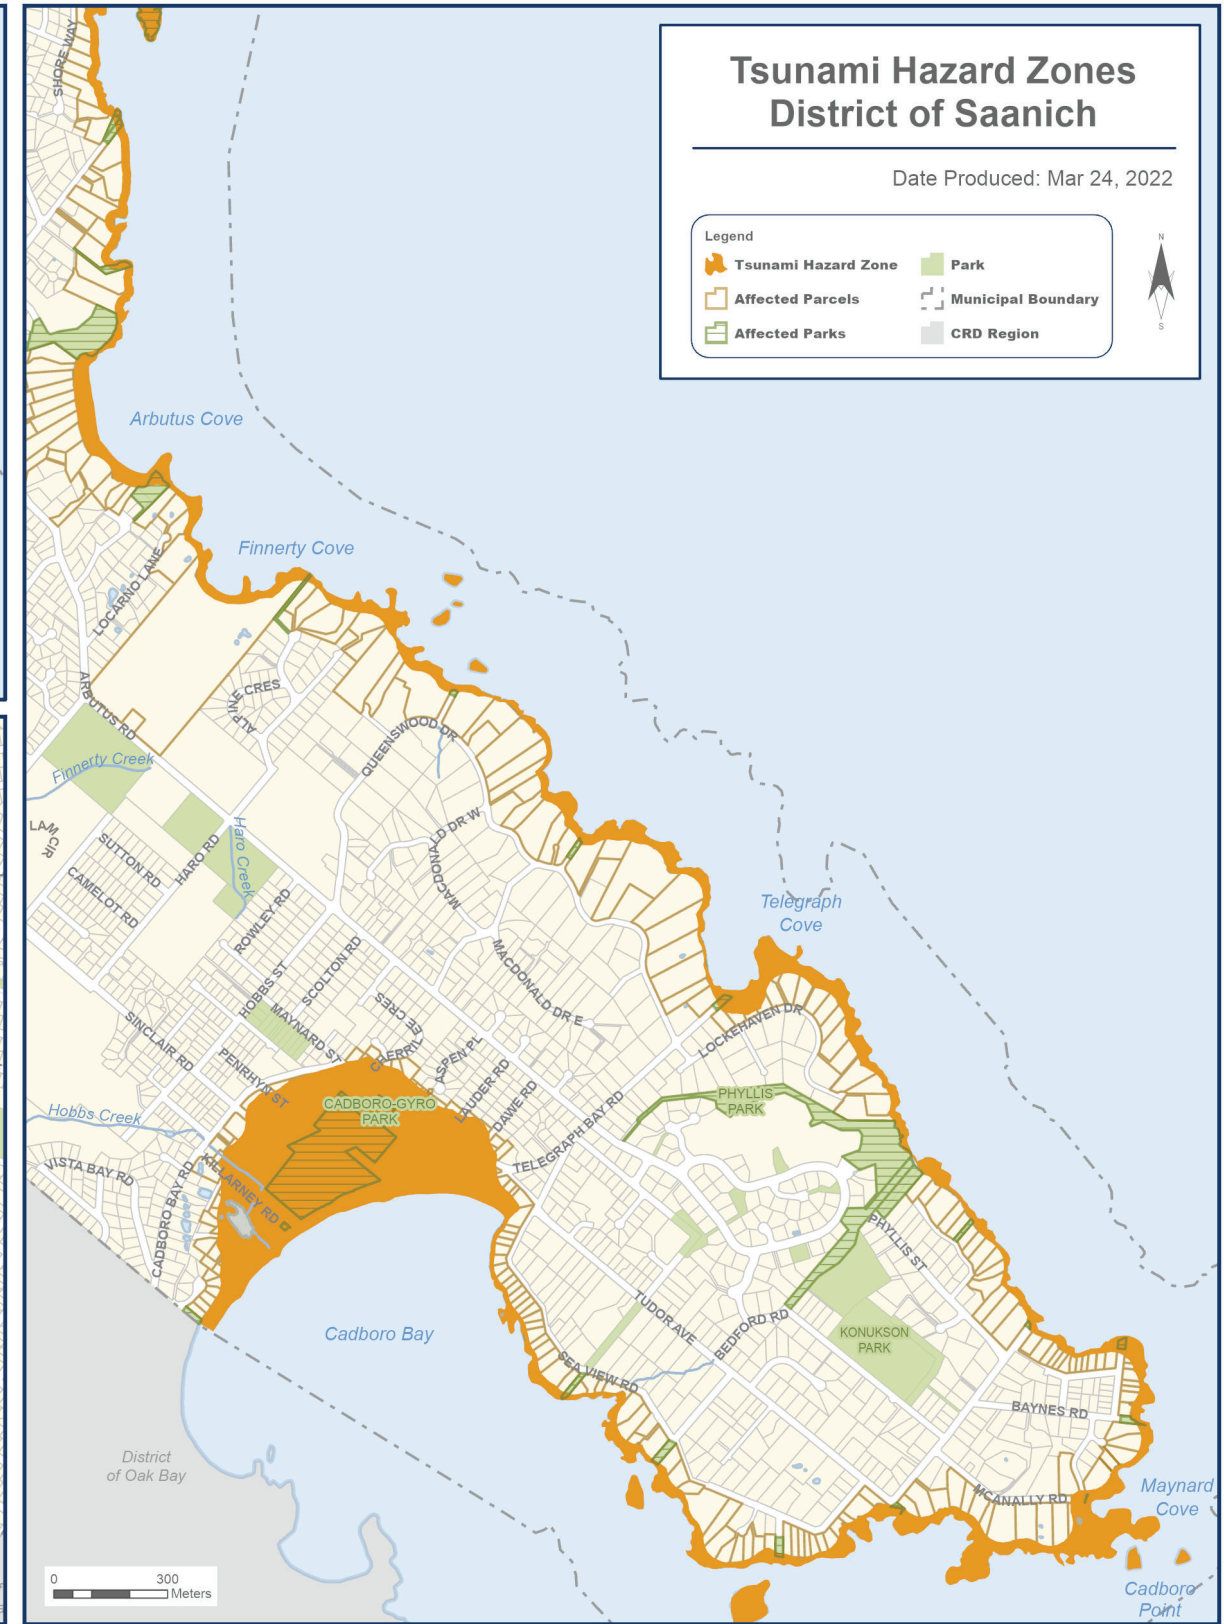 Tsunami Hazard Zones
District of Saanich
Date Produced: Mar 24, 2022
Legend
Tsunami Hazard Zone
Park
Affected Parcels
Municipal Boundary
Affected Parks
CRD Region
N
S
SHORE WAY
Arbutus Cove
Finnerty Cove
LOCARNO LANE
ARBUTUS RD
ALPINE CRES
QUEENSWOOD DR
Finnerty Creek
Haro Creek
HARO RD
SUTTON RD
CAMELOT RD
CIR
MACDONALD DR W
ROWLEY RD
SCOLTON RD
HOBBS ST
MAYNARD ST
SINCLAIR RD
PENRHYN ST
MACDONALD DR E
Telegraph
Cove
LOCKEHAVEN DR
ASPEN PL
LAUDER RD
DAWE RD
TELEGRAPH BAY RD
CADBORO-GYRO
PARK
PHYLLIS
PARK
Hobbs Creek
VISTA BAY RD
CADBORO BAY RD
KILLARNEY RD
PHYLLIS ST
TUDOR AVE
BEDFORD RD
KONUKSON
PARK
Cadboro Bay
SEA VIEW RD
BAYNES RD
MCANALLY RD
District
of Oak Bay
Maynard
Cove
Cadboro
Point
0 300
Meters